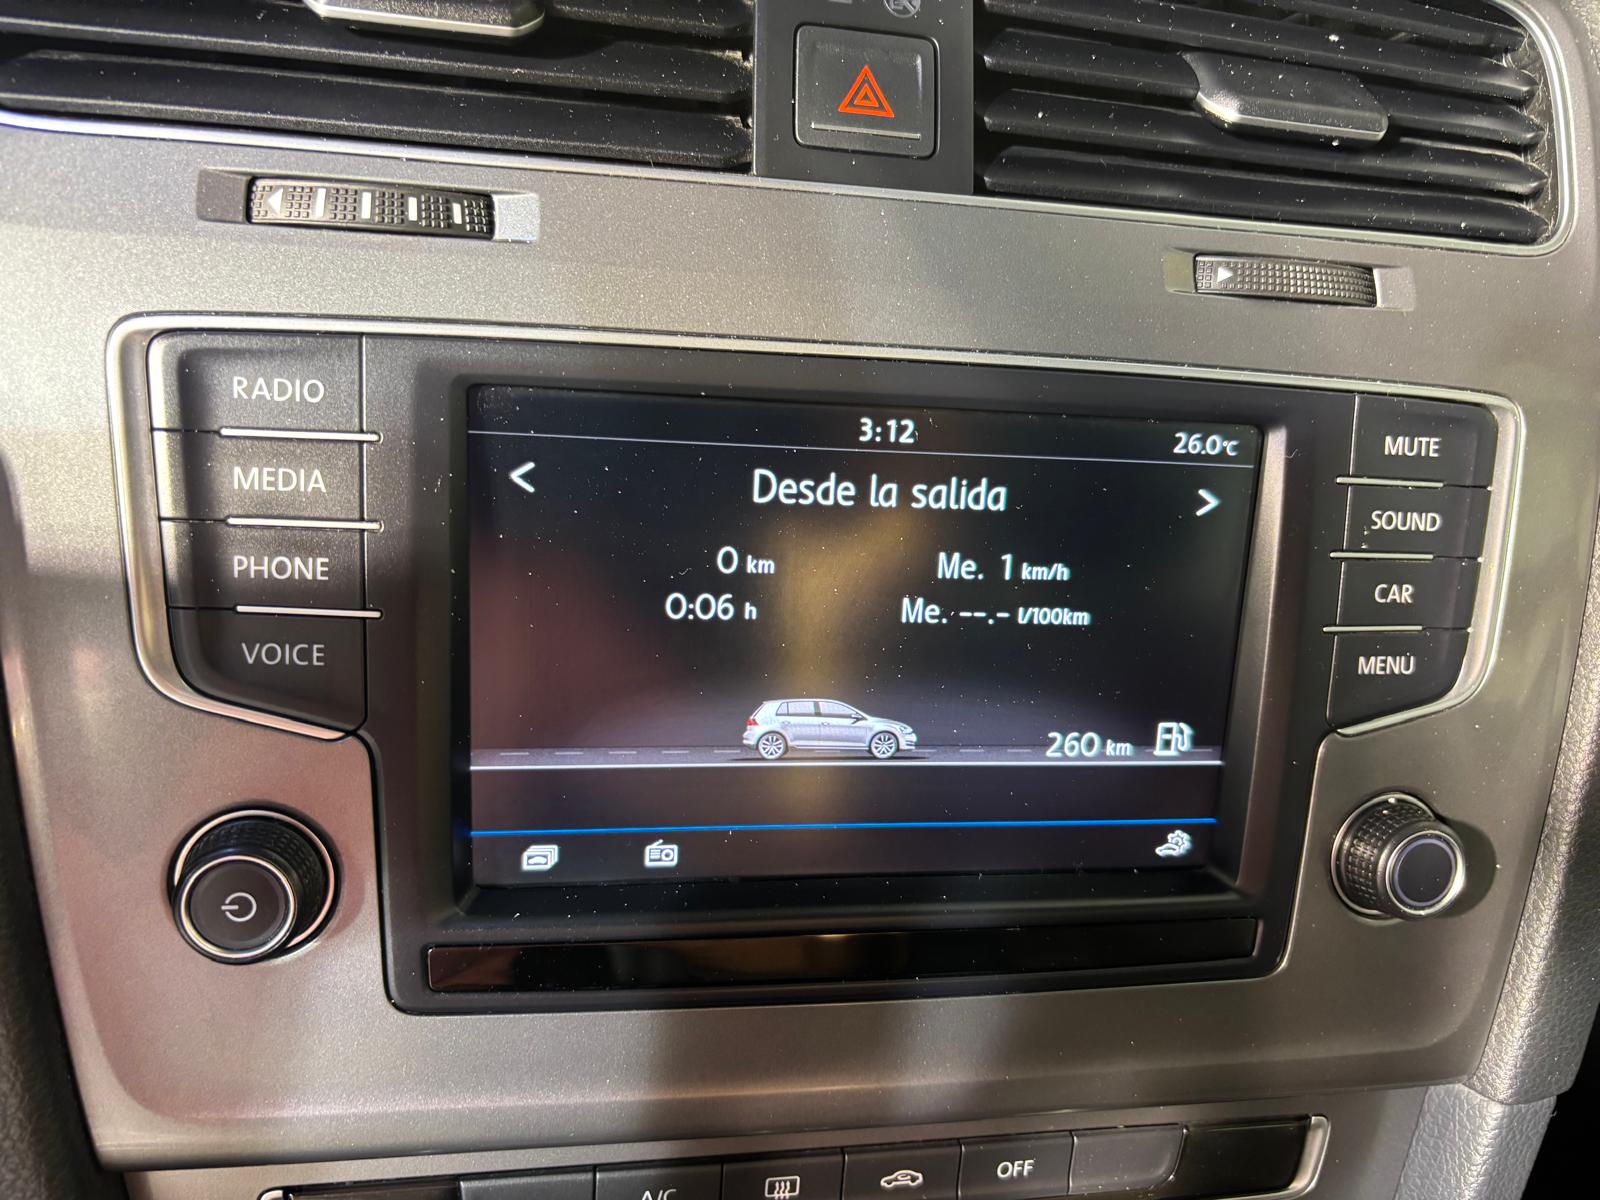 RADIO
MEDIA
PHONE
VOICE
3:12
26.0°C
< Desde la salida >
0 km
Me. 1 km/h
0:06 h
Me. --.- l/100km
260 km
MUTE
SOUND
CAR
MENU
A/C
OFF